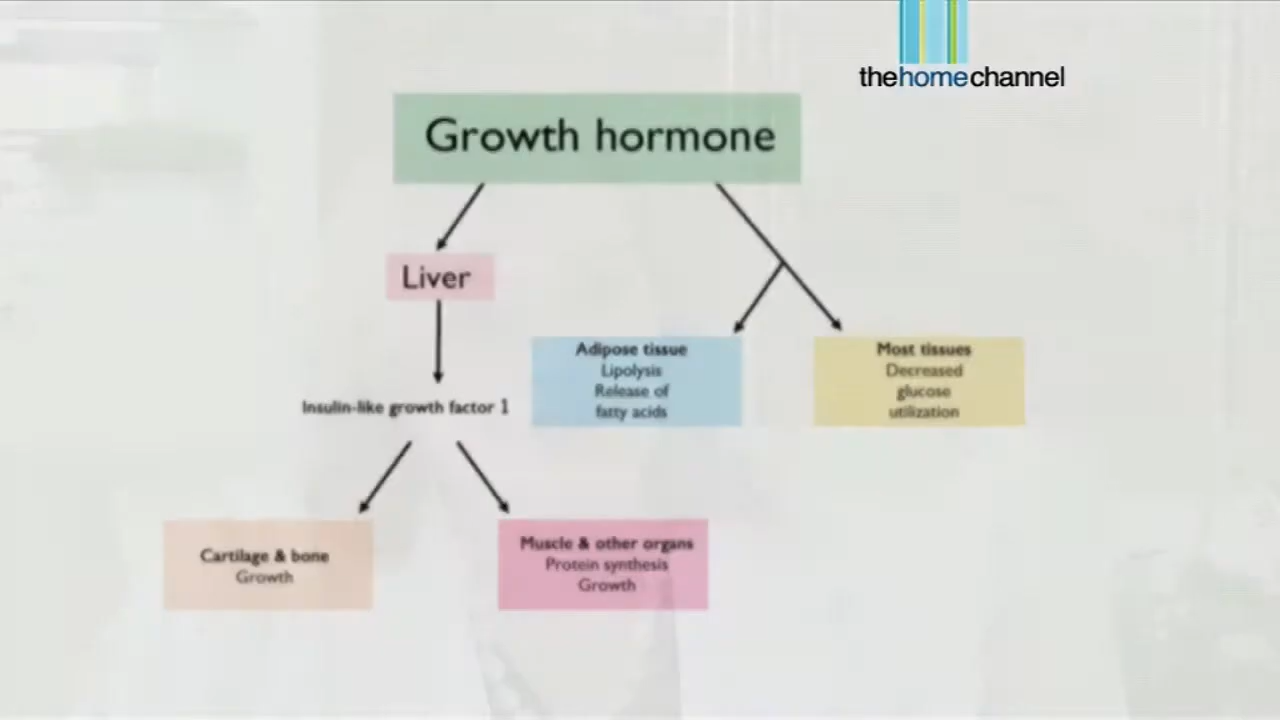 thehomechannel
Growth hormone
Liver
Adipose tissue
Lipolysis
Release of
fatty acids
Most tissues
Decreased
glucose
utilization
Insulin-like growth factor 1
Cartilage & bone
Growth
Muscle & other organs
Protein synthesis
Growth